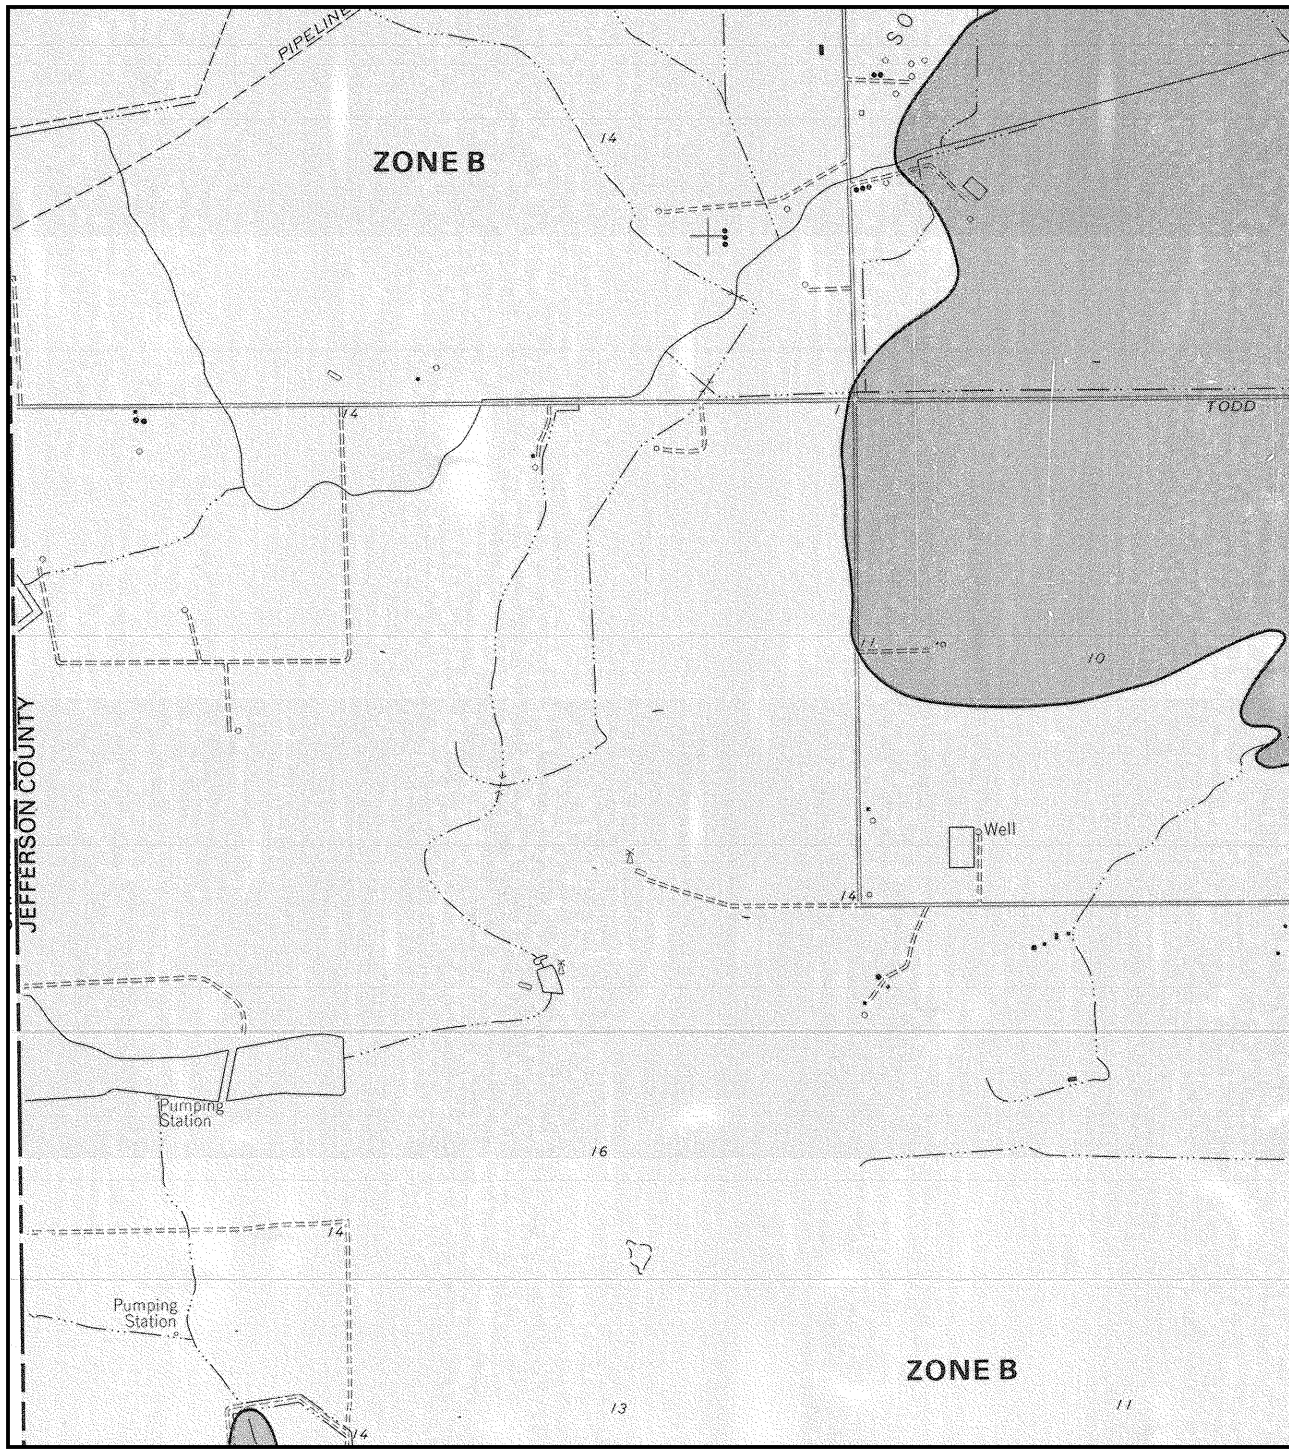 PIPELINE
SO
14
ZONE B
14
1
TODD
11
10
JEFFERSON COUNTY
Well
14
Pumping
Station
16
14
Pumping
Station
ZONE B
13
11
14